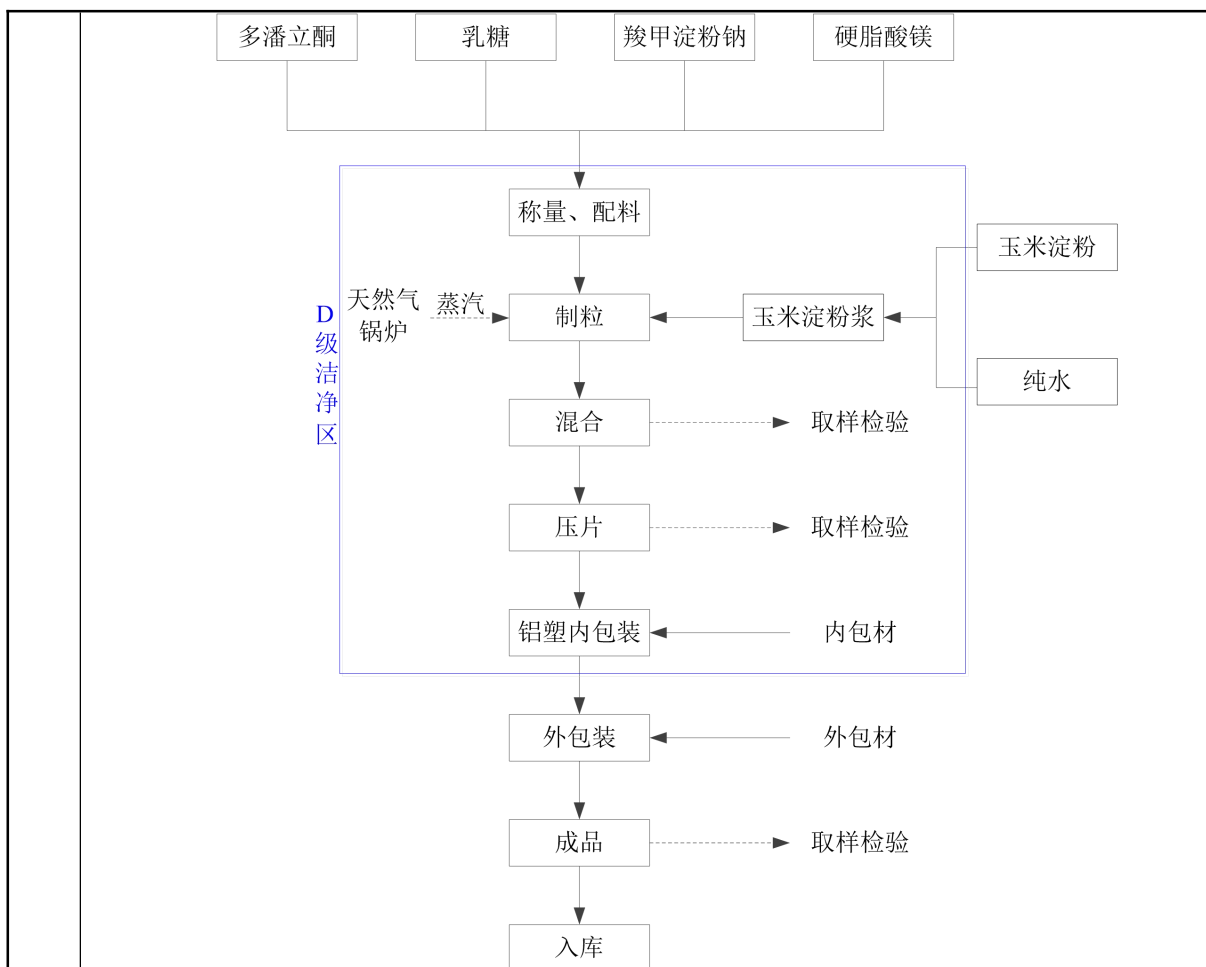 多潘立酮
乳糖
羧甲淀粉钠
硬脂酸镁
称量、配料
玉米淀粉
天然气
锅炉
蒸汽
制粒
玉米淀粉浆
D
级
洁
净
区
纯水
混合
取样检验
压片
取样检验
铝塑内包装
内包材
外包装
外包材
成品
取样检验
入库